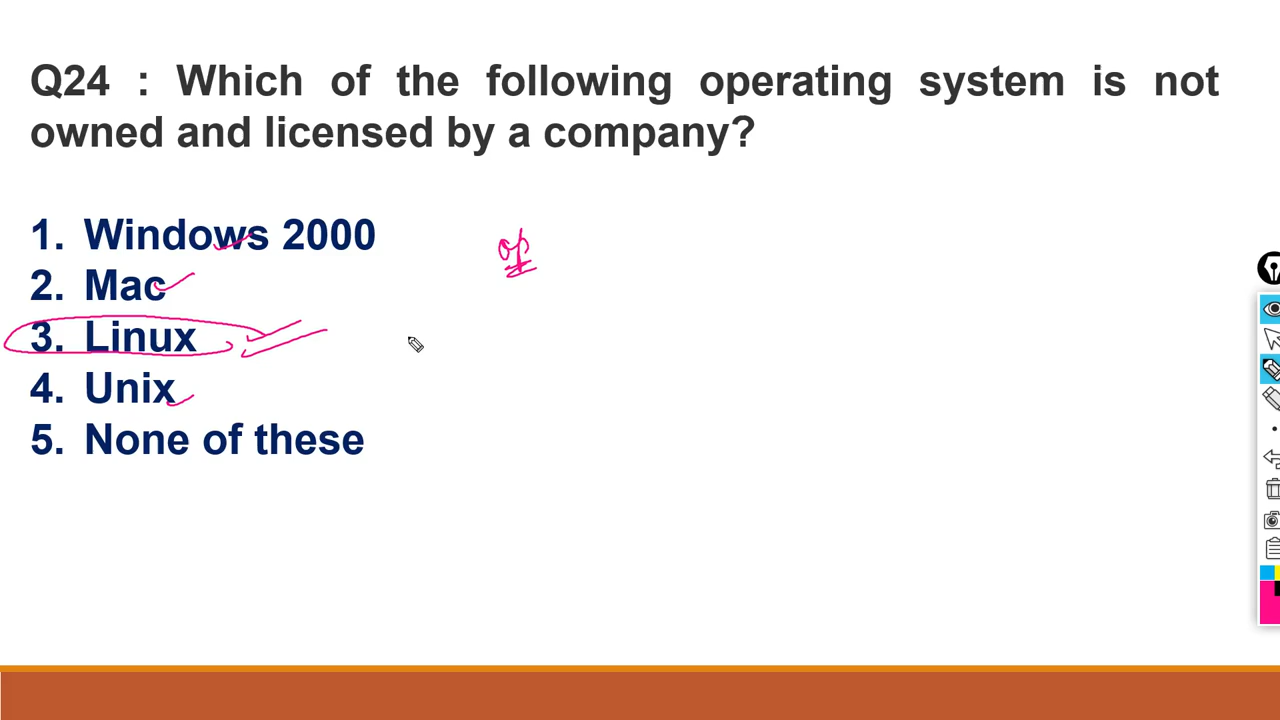 Q24 : Which of the following operating system is not
owned and licensed by a company?
1. Windows 2000
2. Mac
3. Linux
4. Unix
5. None of these